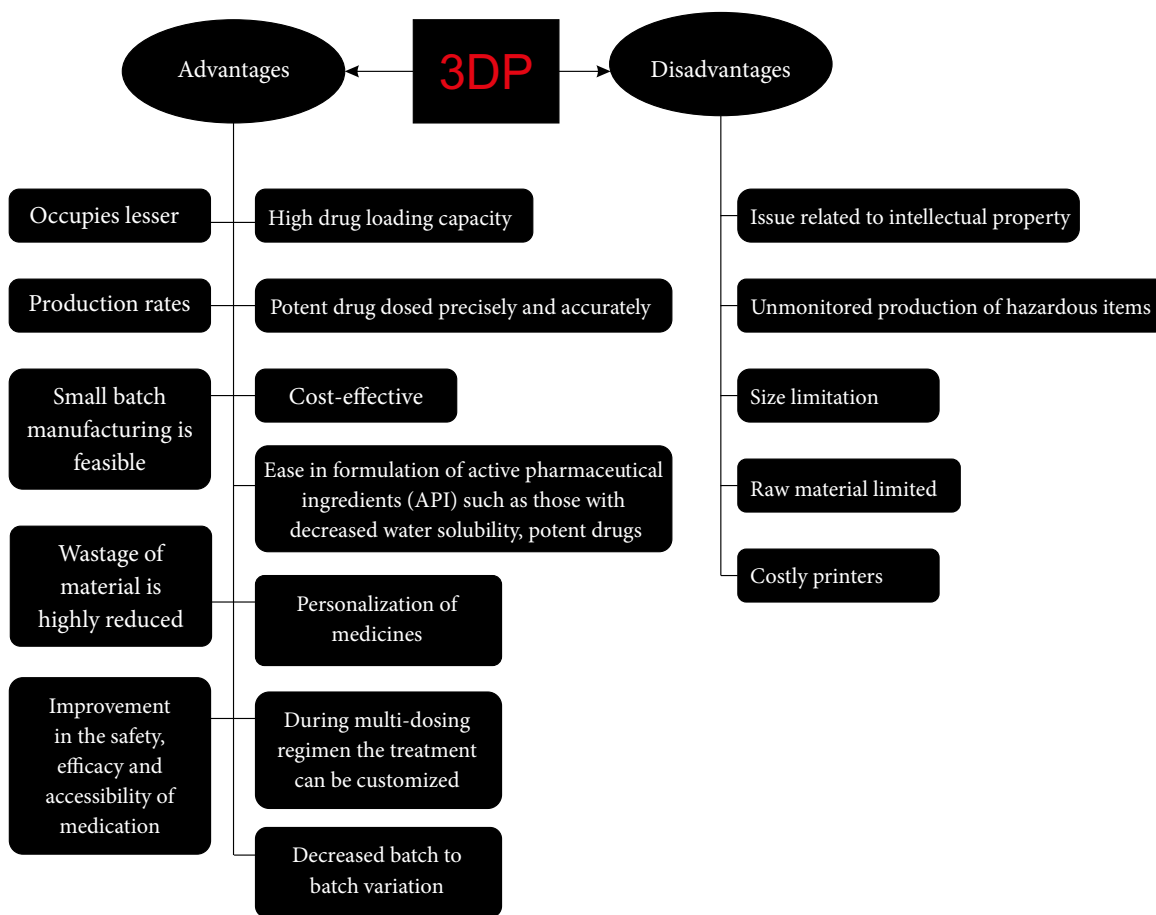 Advantages
3DP
Disadvantages
Occupies lesser
High drug loading capacity
Production rates
Potent drug dosed precisely and accurately
Small batch
manufacturing is
feasible
Cost-effective
Ease in formulation of active pharmaceutical
ingredients (API) such as those with
decreased water solubility, potent drugs
Wastage of
material is
highly reduced
Personalization of
medicines
Improvement
in the safety,
efficacy and
accessibility of
medication
During multi-dosing
regimen the treatment
can be customized
Decreased batch to
batch variation
Issue related to intellectual property
Unmonitored production of hazardous items
Size limitation
Raw material limited
Costly printers